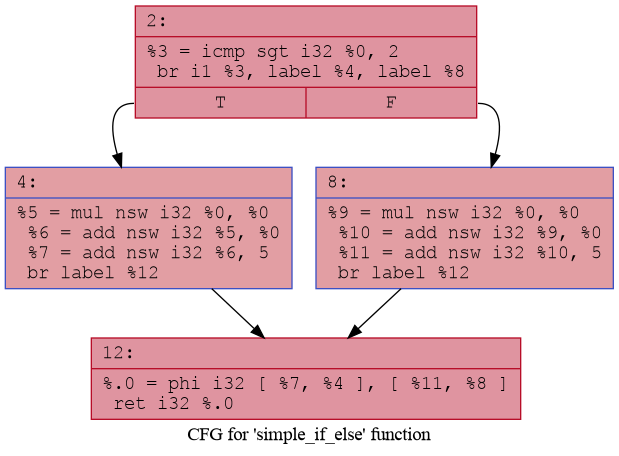 2:
%3 = icmp sgt i32 %0, 2
br i1 %3, label %4, label %8
T F
4:
%5 = mul nsw i32 %0, %0
%6 = add nsw i32 %5, %0
%7 = add nsw i32 %6, 5
br label %12
8:
%9 = mul nsw i32 %0, %0
%10 = add nsw i32 %9, %0
%11 = add nsw i32 %10, 5
br label %12
12:
%.0 = phi i32 [ %7, %4 ], [ %11, %8 ]
ret i32 %.0
CFG for 'simple_if_else' function